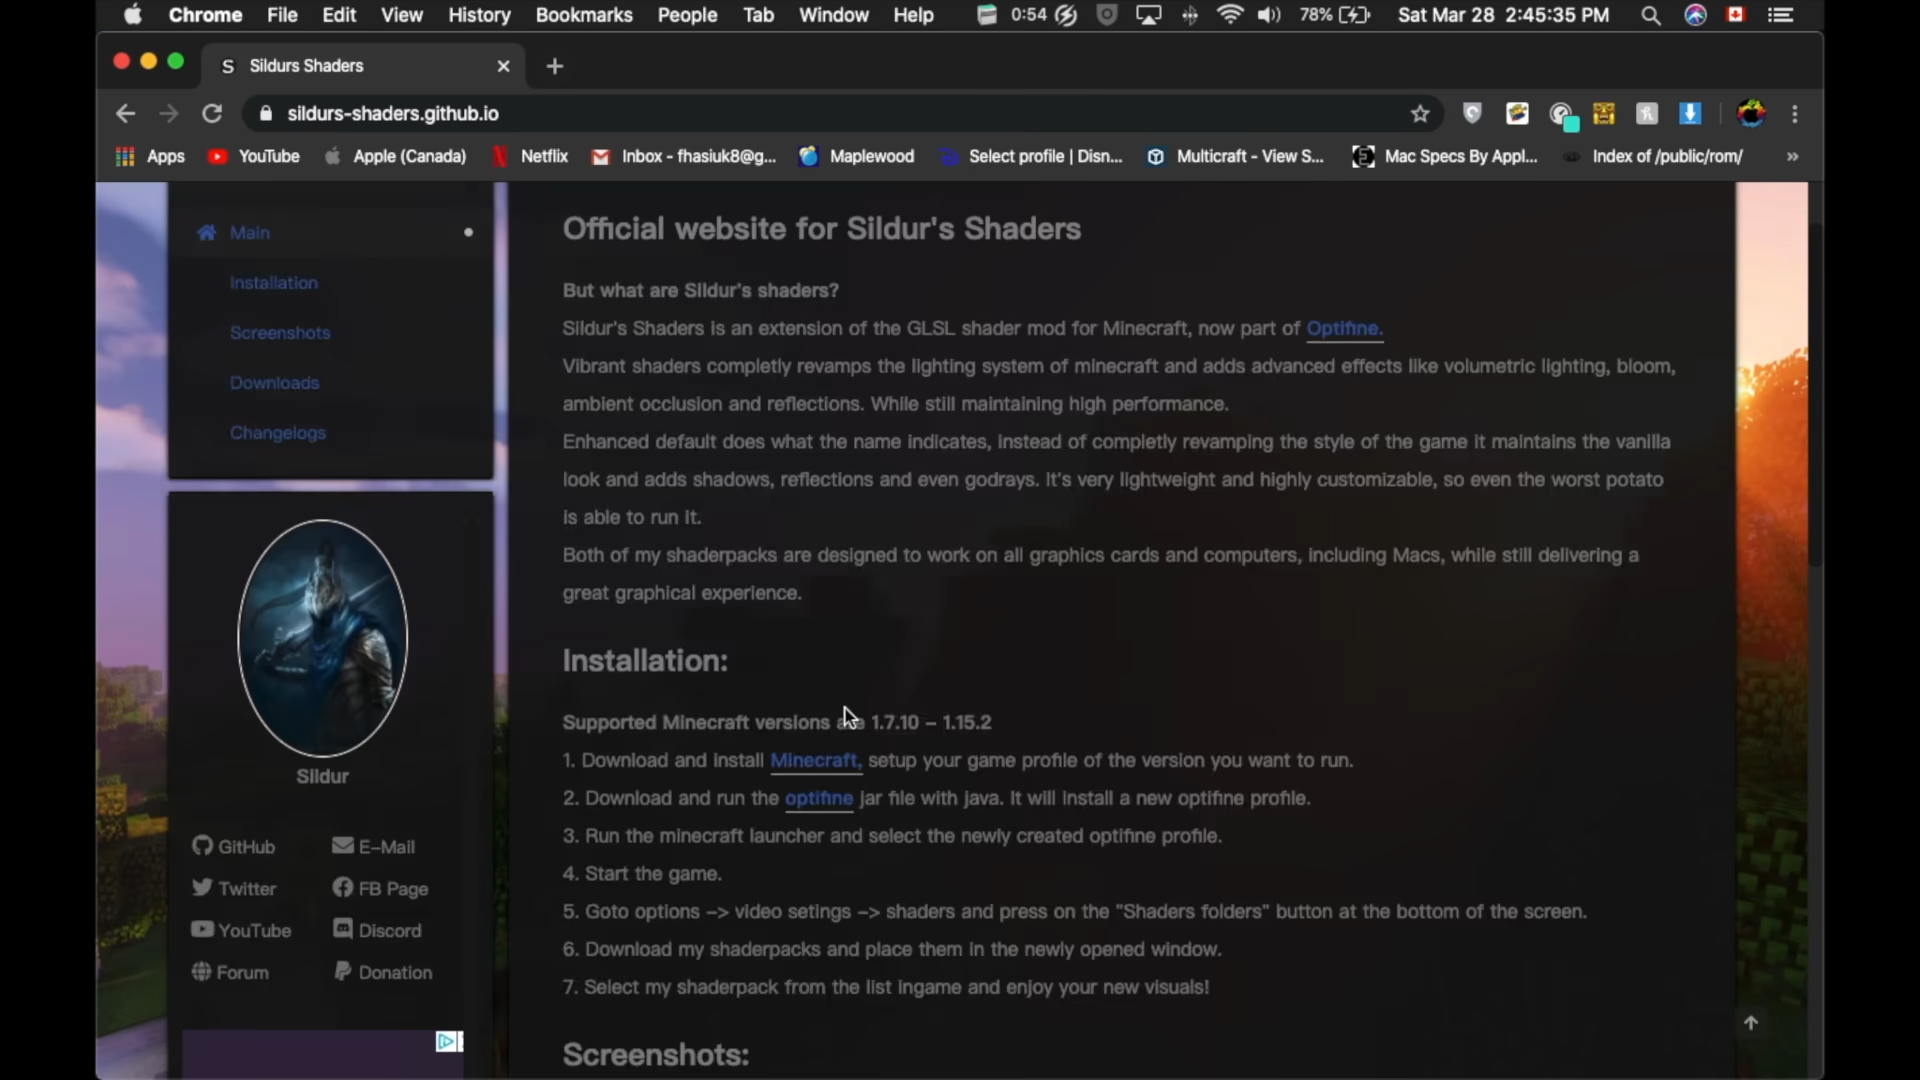 Chrome File Edit View History Bookmarks People Tab Window Help 0:54 78% Sat Mar 28 2:45:35 PM
S Sildurs Shaders
sildurs-shaders.github.io
Apps YouTube Apple (Canada) Netflix Inbox - fhasiuk8@g... Maplewood Select profile | Disn... Multicraft - View S... Mac Specs By Appl... Index of /public/rom/ »
Main
Installation
Screenshots
Downloads
Changelogs
Sildur
GitHub E-Mail
Twitter FB Page
YouTube Discord
Forum Donation
Official website for Sildur's Shaders
But what are Sildur's shaders?
Sildur's Shaders is an extension of the GLSL shader mod for Minecraft, now part of Optifine.
Vibrant shaders completly revamps the lighting system of minecraft and adds advanced effects like volumetric lighting, bloom,
ambient occlusion and reflections. While still maintaining high performance.
Enhanced default does what the name indicates, instead of completly revamping the style of the game it maintains the vanilla
look and adds shadows, reflections and even godrays. It's very lightweight and highly customizable, so even the worst potato
is able to run it.
Both of my shaderpacks are designed to work on all graphics cards and computers, including Macs, while still delivering a
great graphical experience.
Installation:
Supported Minecraft versions are 1.7.10 – 1.15.2
1. Download and install Minecraft, setup your game profile of the version you want to run.
2. Download and run the optifine jar file with java. It will install a new optifine profile.
3. Run the minecraft launcher and select the newly created optifine profile.
4. Start the game.
5. Goto options –> video setings –> shaders and press on the "Shaders folders" button at the bottom of the screen.
6. Download my shaderpacks and place them in the newly opened window.
7. Select my shaderpack from the list ingame and enjoy your new visuals!
Screenshots: